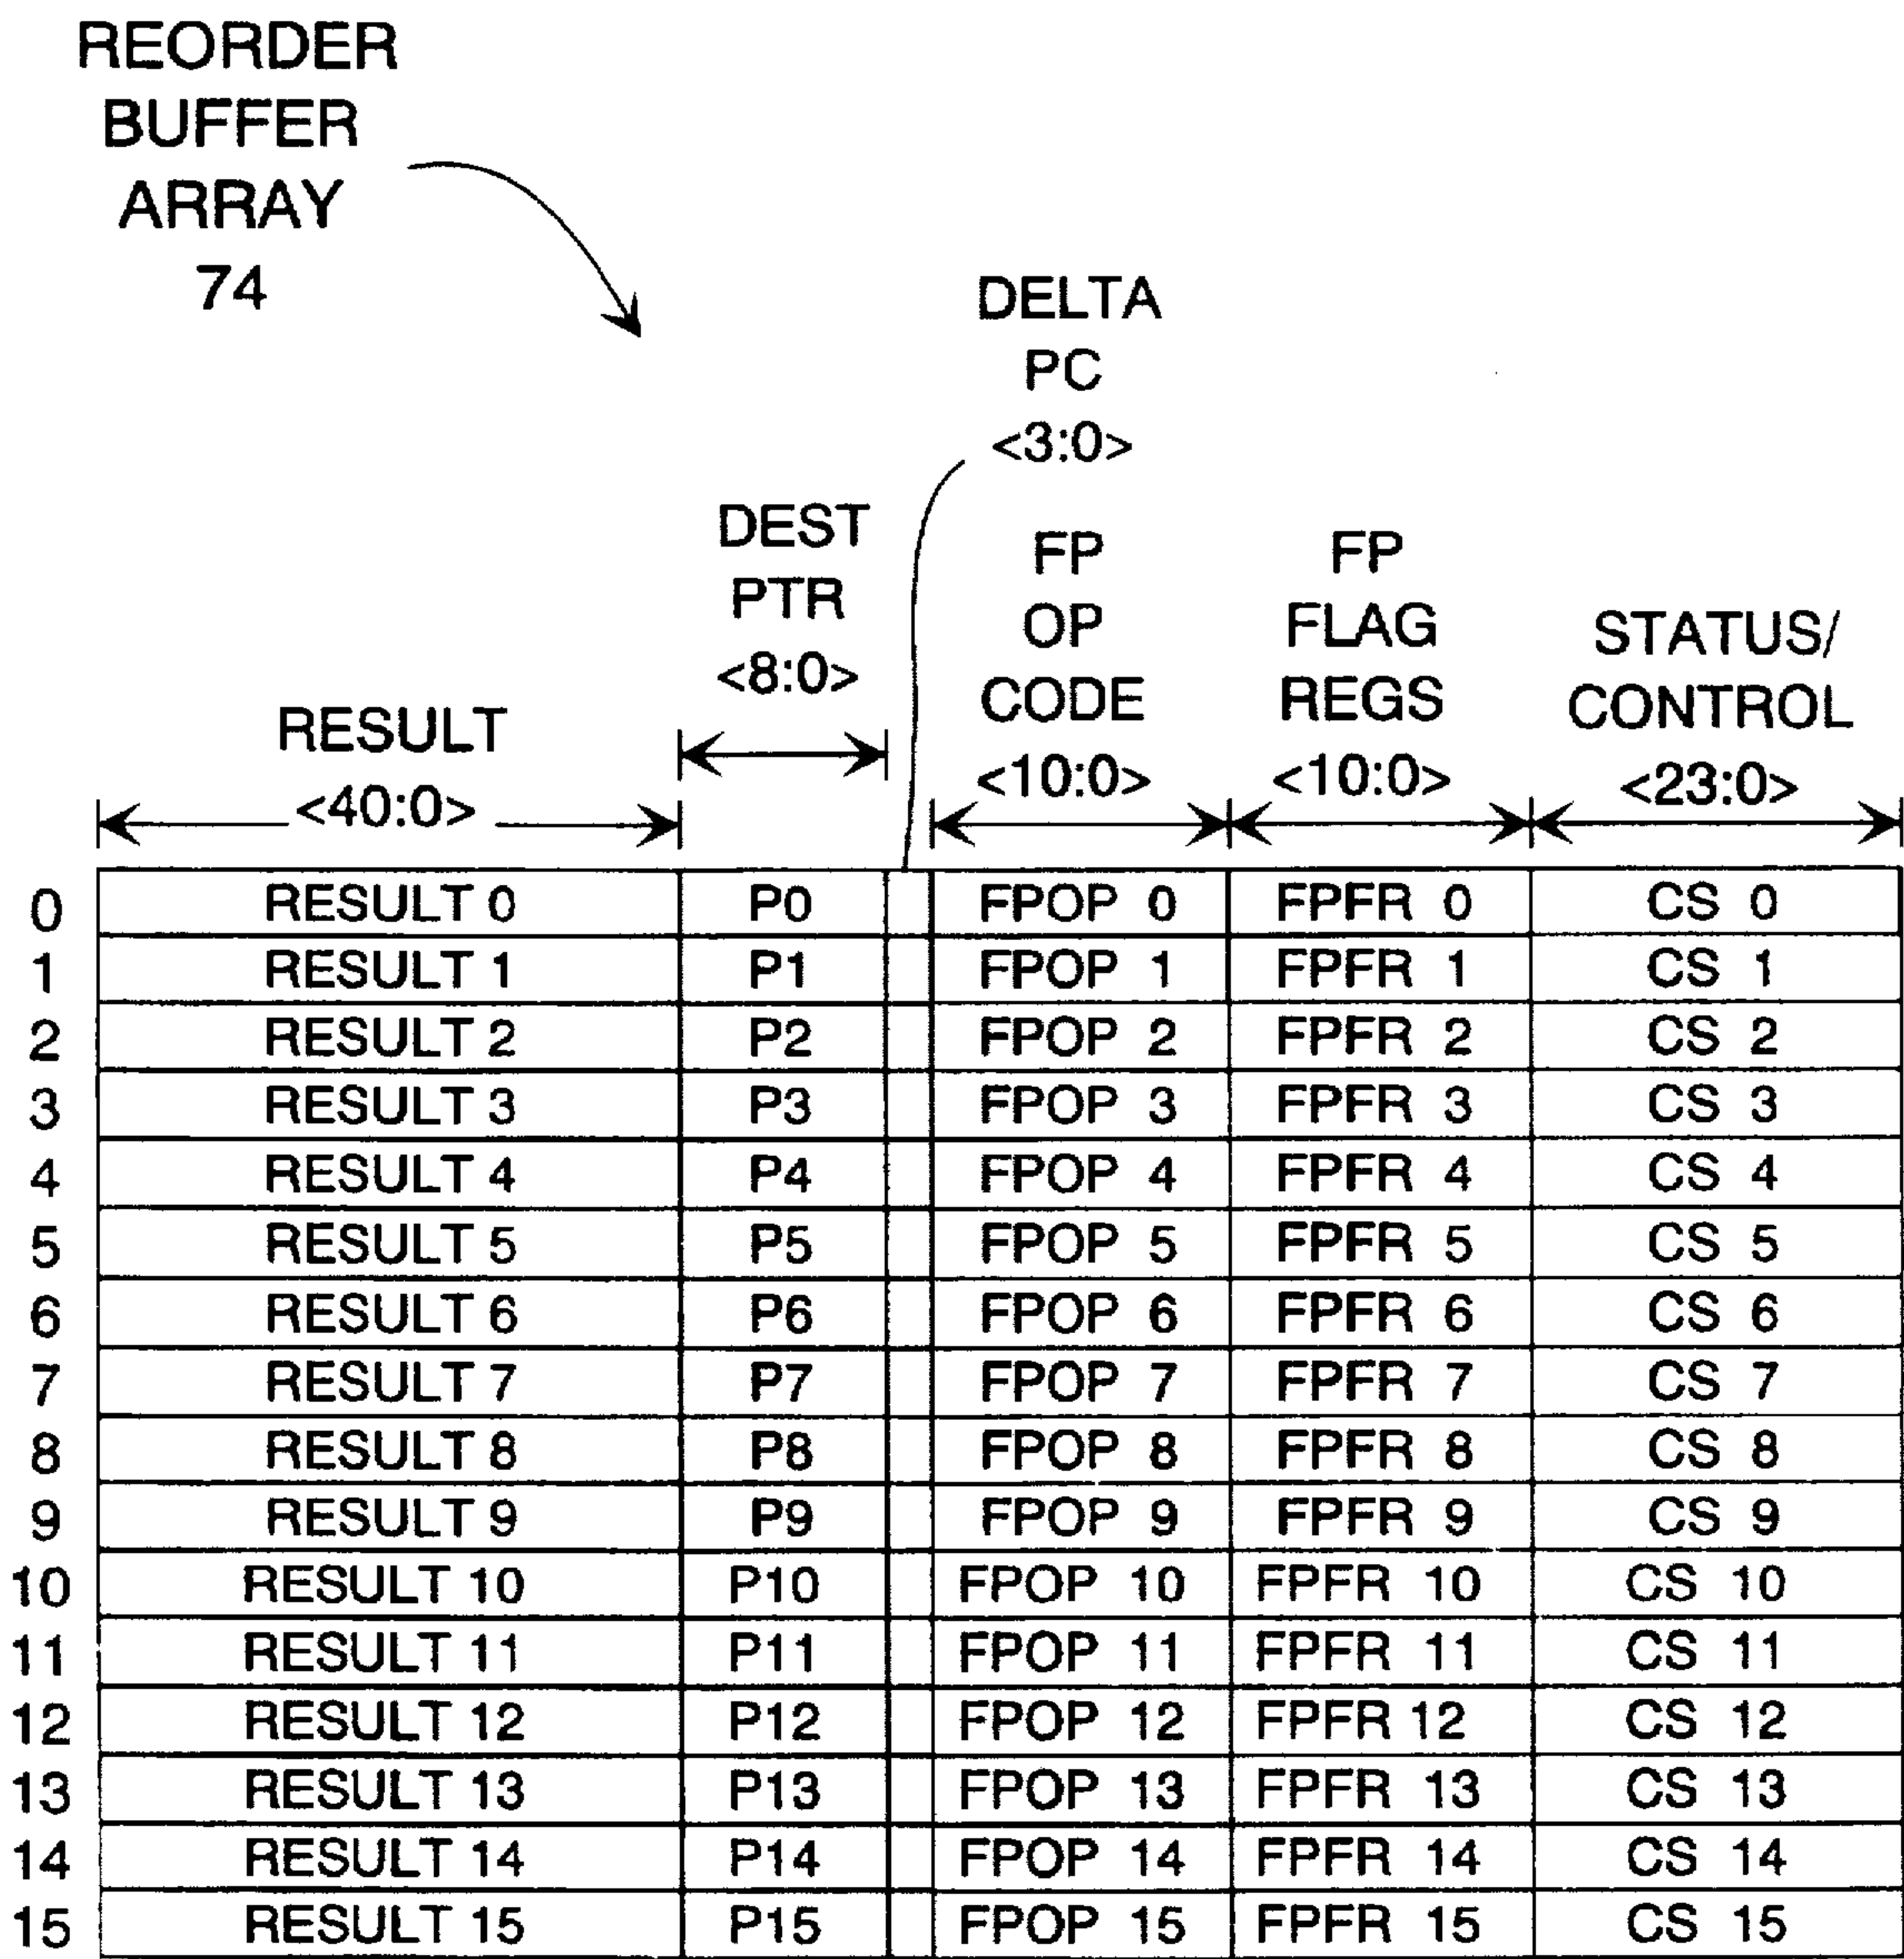 REORDER
BUFFER
ARRAY
74
DELTA
PC
<3:0>
DEST
PTR
<8:0>
FP
OP
CODE
<10:0>
FP
FLAG
REGS
<10:0>
STATUS/
CONTROL
<23:0>
RESULT
<40:0>
0 RESULT 0 P0 FPOP 0 FPFR 0 CS 0
1 RESULT 1 P1 FPOP 1 FPFR 1 CS 1
2 RESULT 2 P2 FPOP 2 FPFR 2 CS 2
3 RESULT 3 P3 FPOP 3 FPFR 3 CS 3
4 RESULT 4 P4 FPOP 4 FPFR 4 CS 4
5 RESULT 5 P5 FPOP 5 FPFR 5 CS 5
6 RESULT 6 P6 FPOP 6 FPFR 6 CS 6
7 RESULT 7 P7 FPOP 7 FPFR 7 CS 7
8 RESULT 8 P8 FPOP 8 FPFR 8 CS 8
9 RESULT 9 P9 FPOP 9 FPFR 9 CS 9
10 RESULT 10 P10 FPOP 10 FPFR 10 CS 10
11 RESULT 11 P11 FPOP 11 FPFR 11 CS 11
12 RESULT 12 P12 FPOP 12 FPFR 12 CS 12
13 RESULT 13 P13 FPOP 13 FPFR 13 CS 13
14 RESULT 14 P14 FPOP 14 FPFR 14 CS 14
15 RESULT 15 P15 FPOP 15 FPFR 15 CS 15